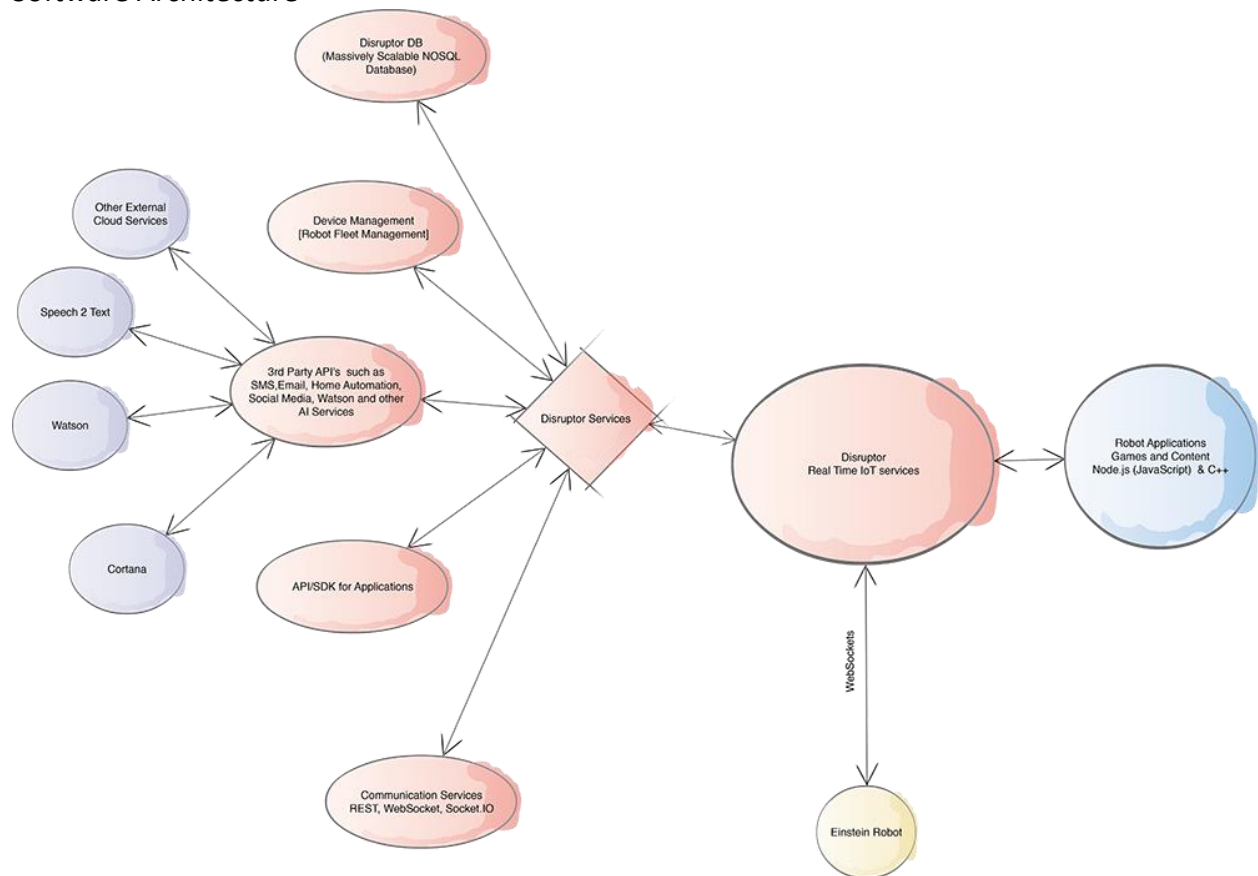 Software Architecture
Disruptor DB
(Massively Scalable NOSQL
Database)
Other External
Cloud Services
Device Management
[Robot Fleet Management]
Speech 2 Text
3rd Party API's such as
SMS,Email, Home Automation,
Social Media, Watson and other
AI Services
Watson
Disruptor Services
Disruptor
Real Time IoT services
Robot Applications
Games and Content
Node.js (JavaScript) & C++
Cortana
API/SDK for Applications
WebSockets
Communication Services
REST, WebSocket, Socket.IO
Einstein Robot